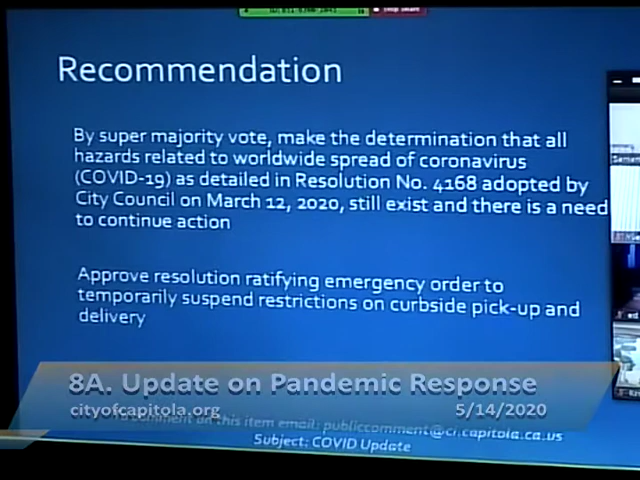 Recommendation
By super majority vote, make the determination that all
hazards related to worldwide spread of coronavirus
(COVID-19) as detailed in Resolution No. 4168 adopted by
City Council on March 12, 2020, still exist and there is a need
to continue action
Approve resolution ratifying emergency order to
temporarily suspend restrictions on curbside pick-up and
delivery
8A. Update on Pandemic Response
cityofcapitola.org 5/14/2020
comment on this item email: publiccomment@ci.capitola.ca.us
Subject: COVID Update